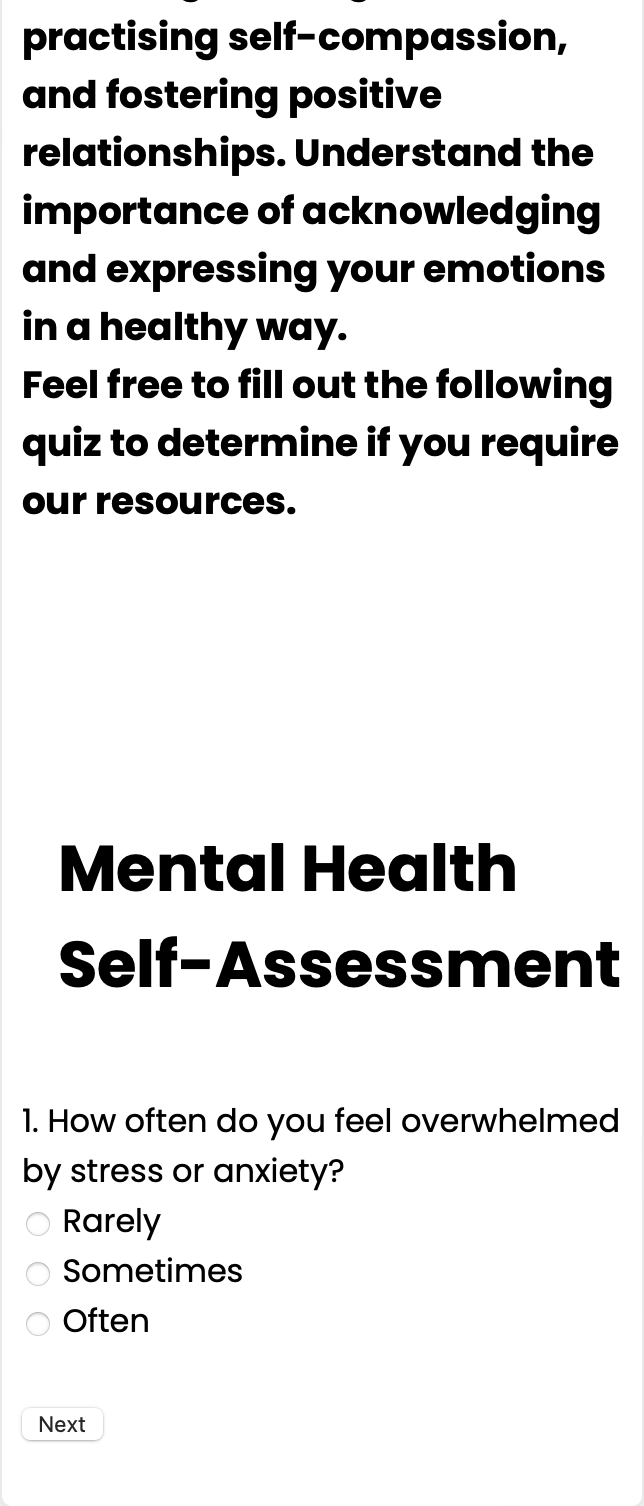 practising self-compassion,
and fostering positive
relationships. Understand the
importance of acknowledging
and expressing your emotions
in a healthy way.
Feel free to fill out the following
quiz to determine if you require
our resources.
Mental Health
Self-Assessment
1. How often do you feel overwhelmed
by stress or anxiety?
Rarely
Sometimes
Often
Next